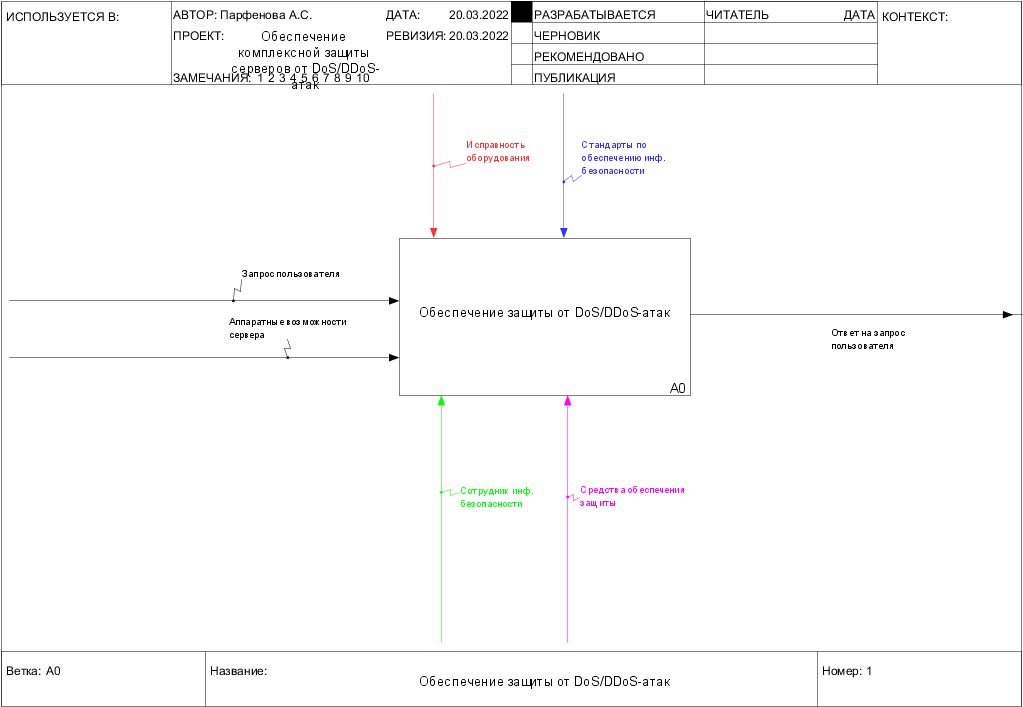 ИСПОЛЬЗУЕТСЯ В:
АВТОР: Парфенова А.С.
ДАТА: 20.03.2022
РАЗРАБАТЫВАЕТСЯ
ЧИТАТЕЛЬ
ДАТА
КОНТЕКСТ:
ПРОЕКТ:
Обеспечение
комплексной защиты
серверов от DoS/DDoS-
атак
РЕВИЗИЯ: 20.03.2022
ЧЕРНОВИК
РЕКОМЕНДОВАНО
ЗАМЕЧАНИЯ: 1 2 3 4 5 6 7 8 9 10
ПУБЛИКАЦИЯ
Исправность
оборудования
Стандарты по
обеспечению инф.
безопасности
Запрос пользователя
Аппаратные возможности
сервера
Обеспечение защиты от DoS/DDoS-атак
A0
Ответ на запрос
пользователя
Сотрудник инф.
безопасности
Средства обеспечения
защиты
Ветка: A0
Название:
Обеспечение защиты от DoS/DDoS-атак
Номер: 1